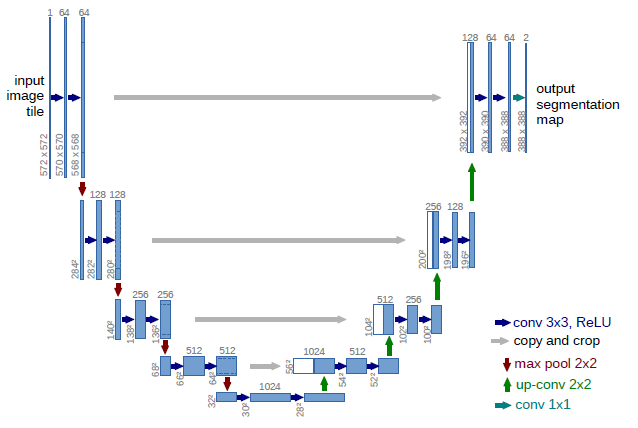 1 64 64
input
image
tile
572 x 572
570 x 570
568 x 568
128 64 64 2
output
segmentation
map
392 x 392
390 x 390
388 x 388
388 x 388
128 128
284²
282²
280²
256 128
200²
198²
196²
256 256
140²
138²
136²
512 256
104²
102²
100²
512 512
68²
66²
64²
1024 512
56²
54²
52²
1024
32²
30²
28²
conv 3x3, ReLU
copy and crop
max pool 2x2
up-conv 2x2
conv 1x1